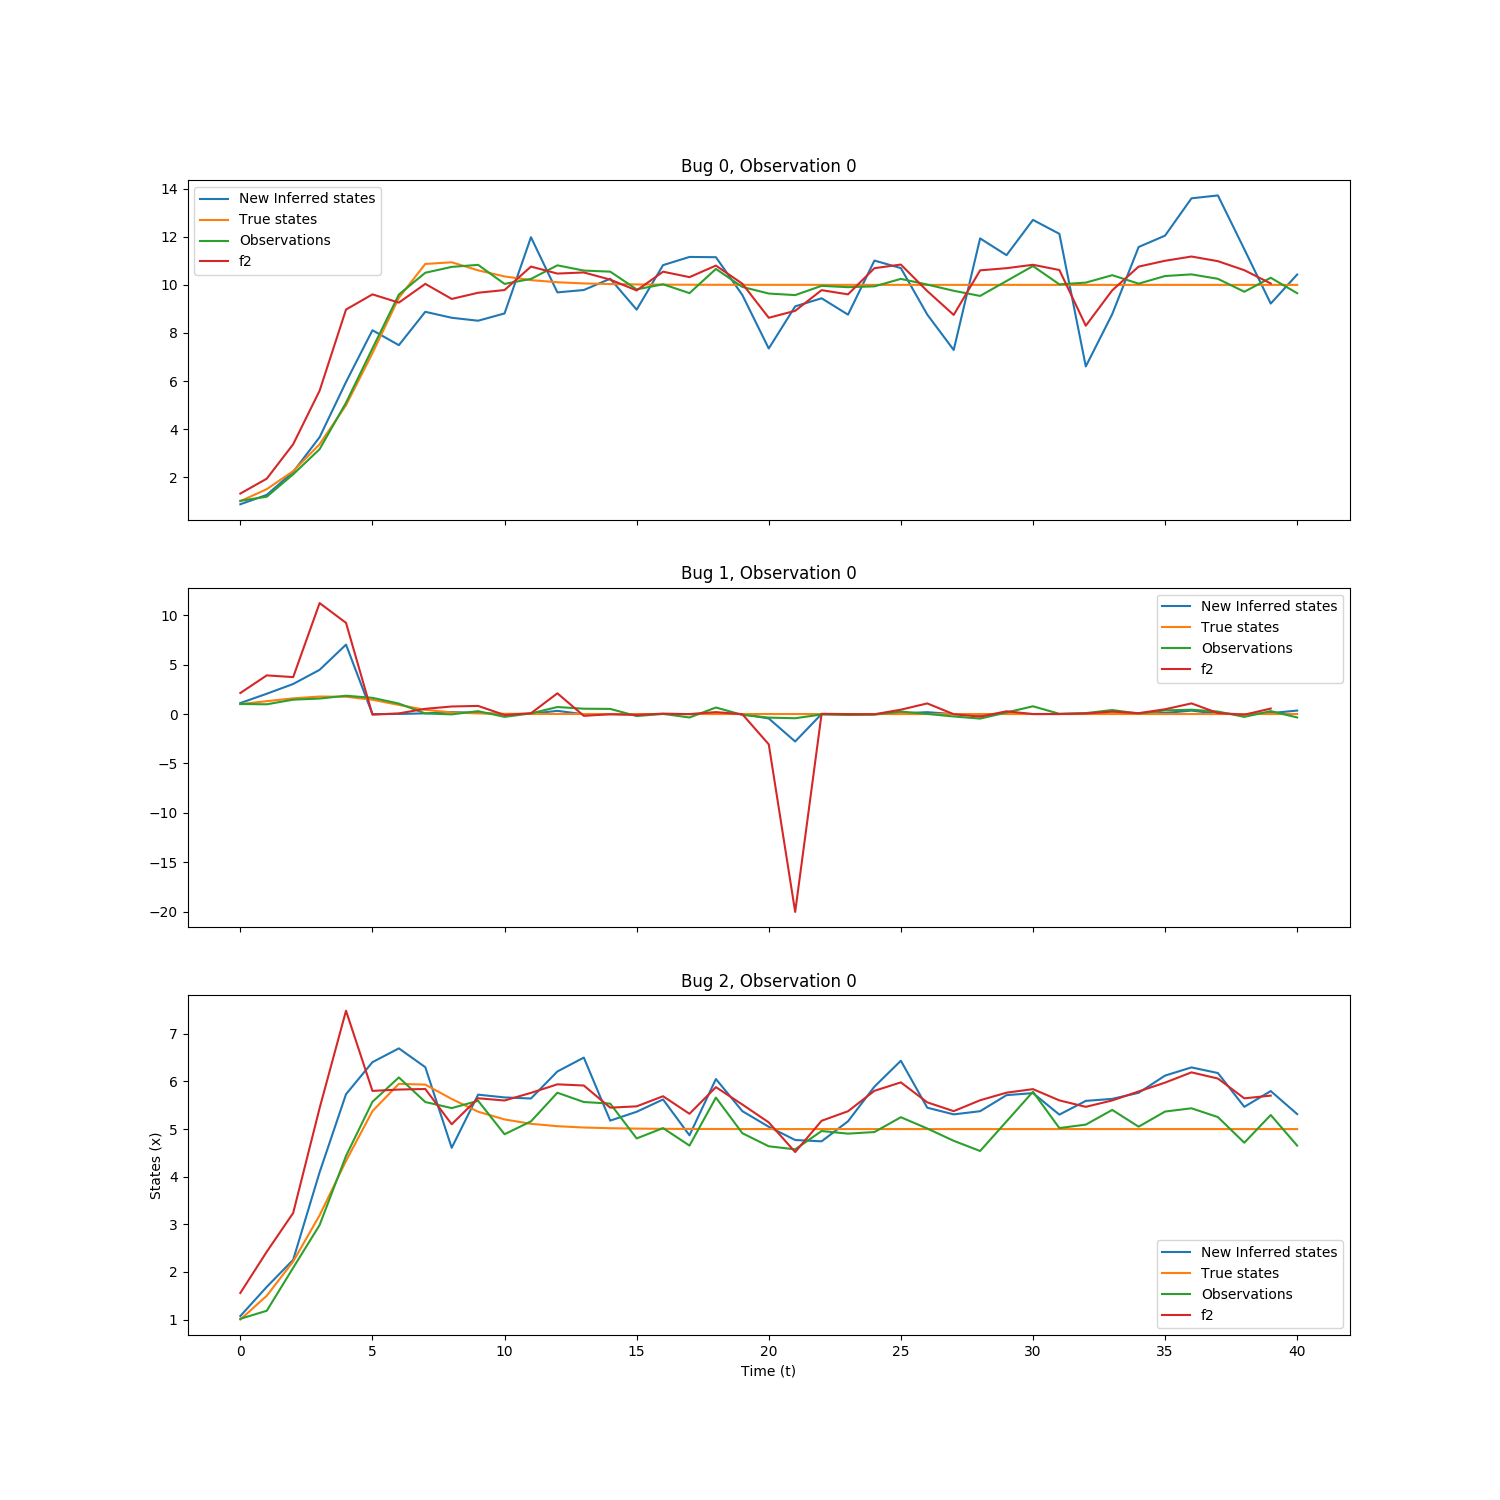 Bug 0, Observation 0
14
12
10
8
6
4
2
New Inferred states
True states
Observations
f2
Bug 1, Observation 0
10
5
0
−5
−10
−15
−20
New Inferred states
True states
Observations
f2
Bug 2, Observation 0
States (x)
7
6
5
4
3
2
1
New Inferred states
True states
Observations
f2
0 5 10 15 20 25 30 35 40
Time (t)